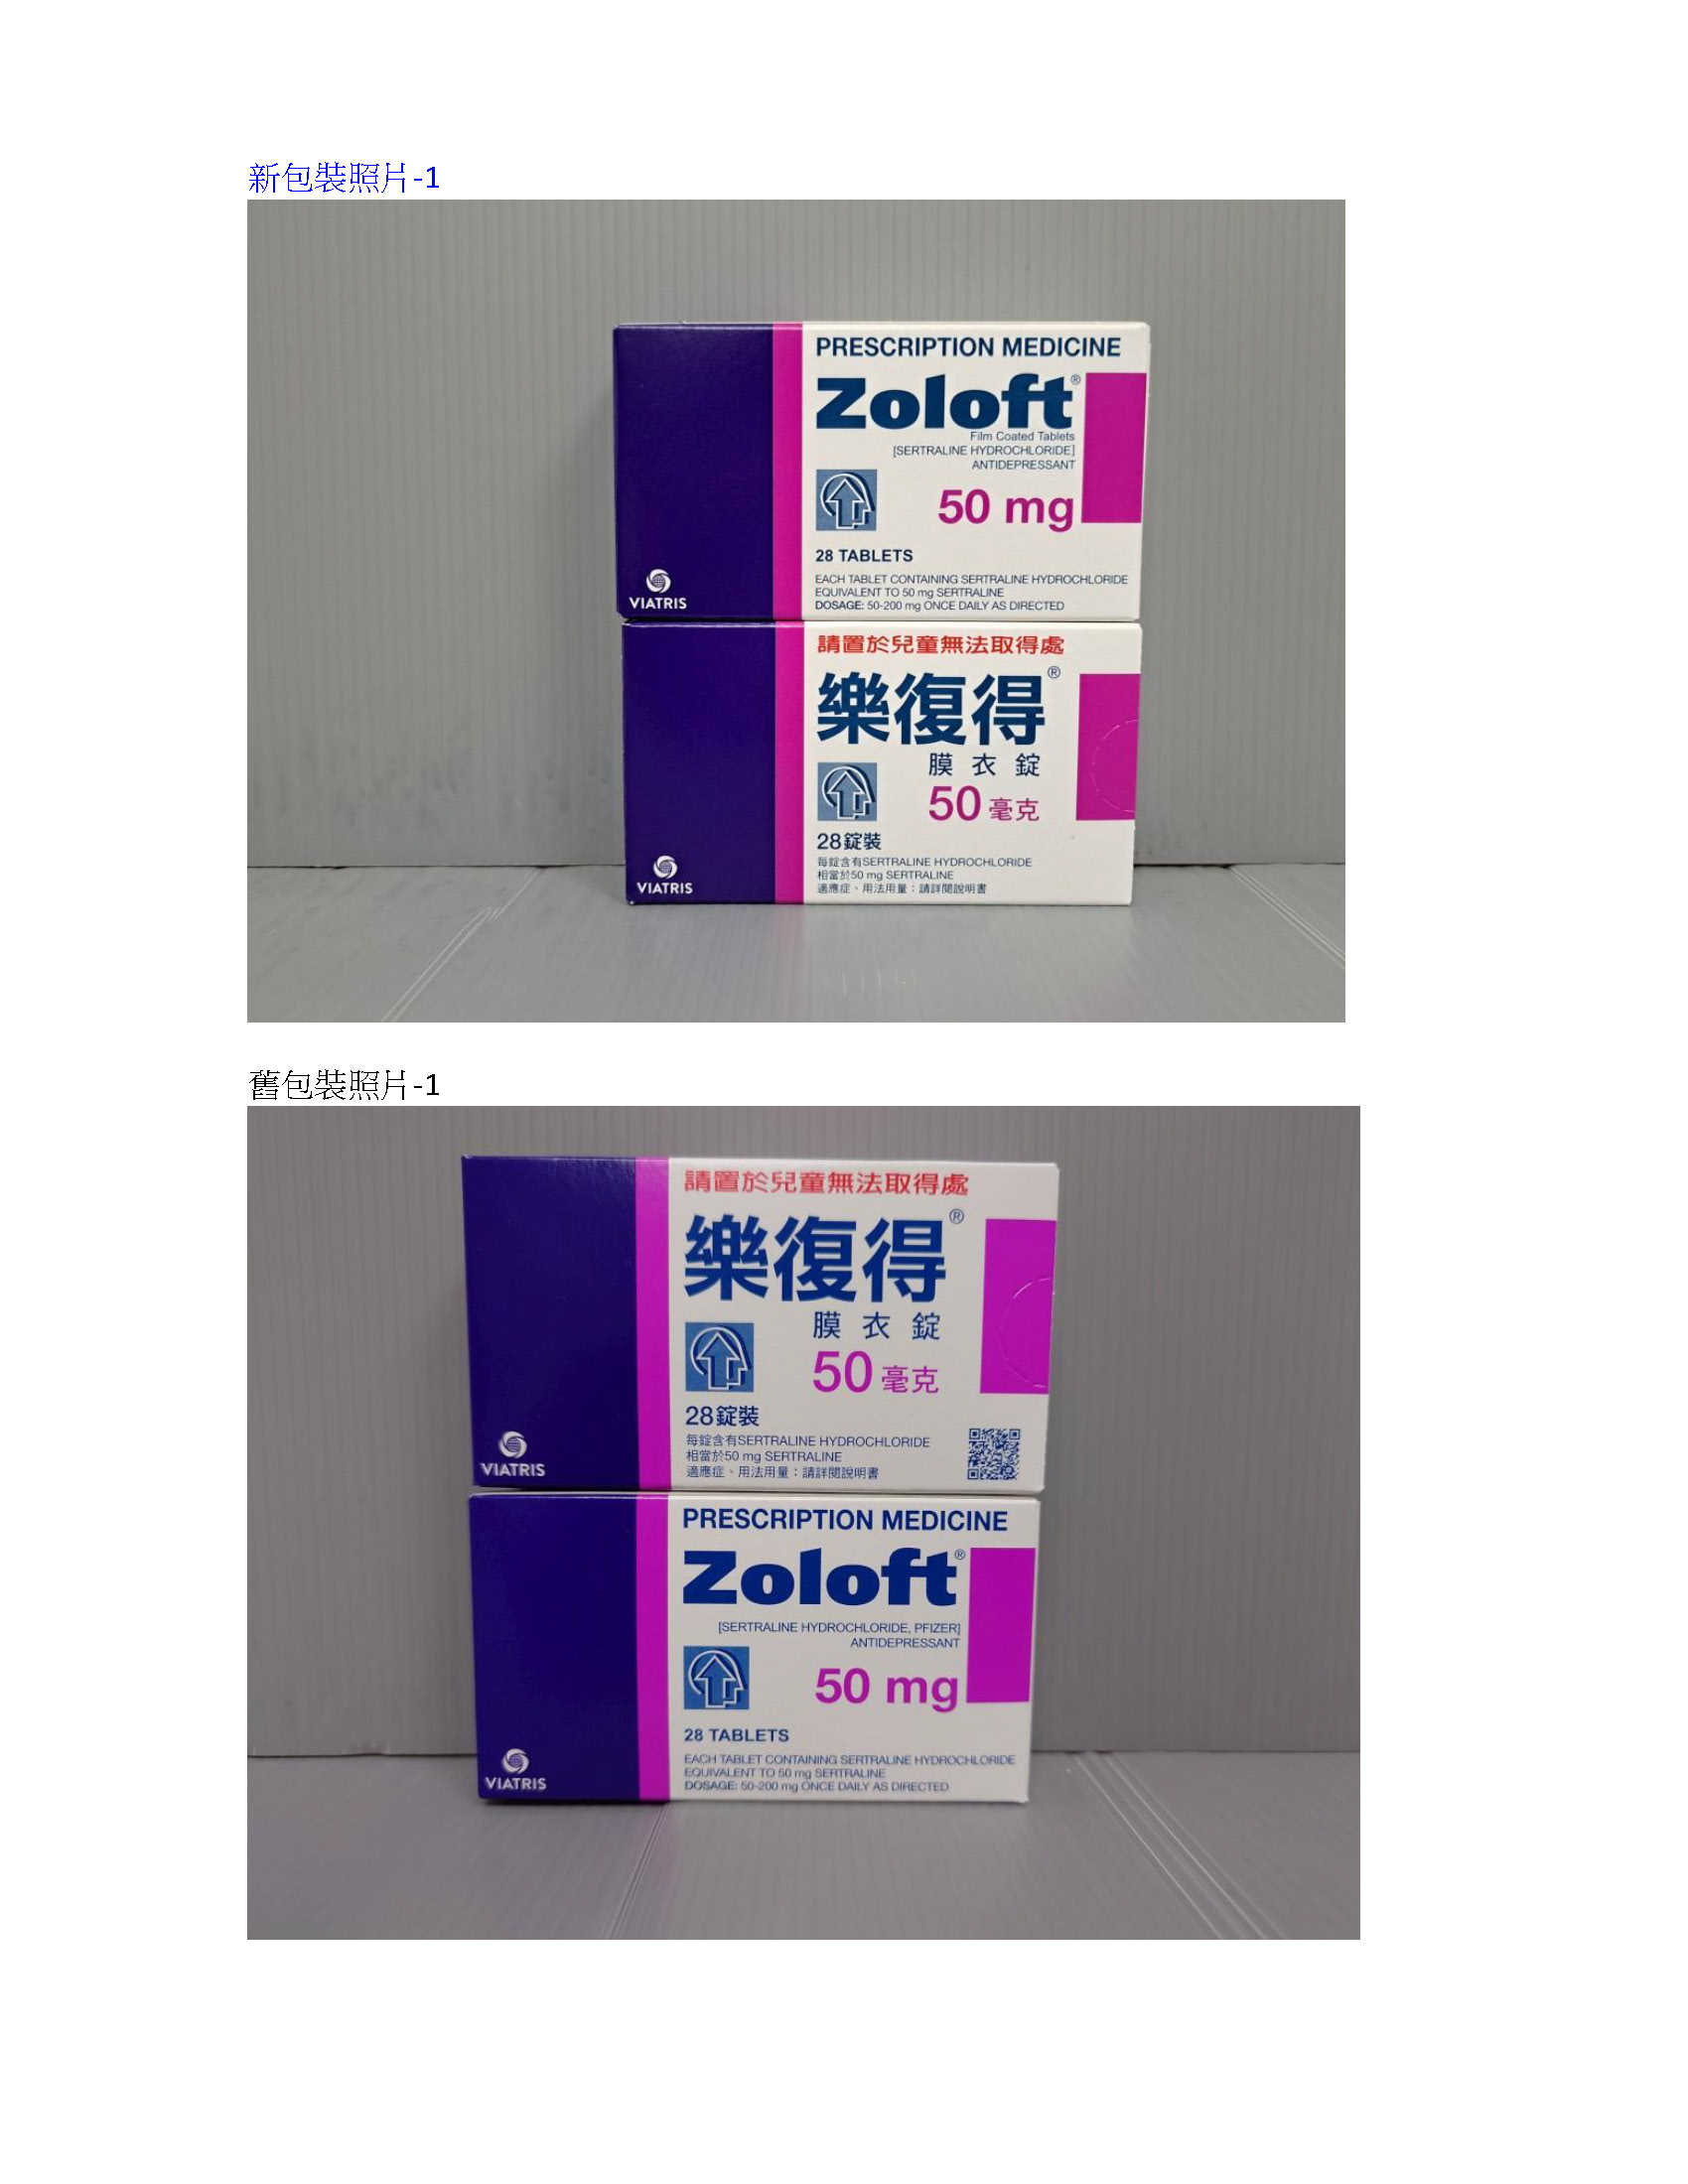 新包裝照片-1
PRESCRIPTION MEDICINE
Zoloft®
Film Coated Tablets
[SERTRALINE HYDROCHLORIDE]
ANTIDEPRESSANT
50 mg
28 TABLETS
EACH TABLET CONTAINING SERTRALINE HYDROCHLORIDE
EQUIVALENT TO 50 mg SERTRALINE
DOSAGE: 50-200 mg ONCE DAILY AS DIRECTED
VIATRIS
請置於兒童無法取得處
樂復得®
膜衣錠
50毫克
28錠裝
每錠含有SERTRALINE HYDROCHLORIDE
相當於50 mg SERTRALINE
適應症、用法用量：請詳閱說明書
VIATRIS
舊包裝照片-1
請置於兒童無法取得處
樂復得®
膜衣錠
50毫克
28錠裝
每錠含有SERTRALINE HYDROCHLORIDE
相當於50 mg SERTRALINE
適應症、用法用量：請詳閱說明書
VIATRIS
PRESCRIPTION MEDICINE
Zoloft®
[SERTRALINE HYDROCHLORIDE, PFIZER]
ANTIDEPRESSANT
50 mg
28 TABLETS
EACH TABLET CONTAINING SERTRALINE HYDROCHLORIDE
EQUIVALENT TO 50 mg SERTRALINE
DOSAGE: 50-200 mg ONCE DAILY AS DIRECTED
VIATRIS